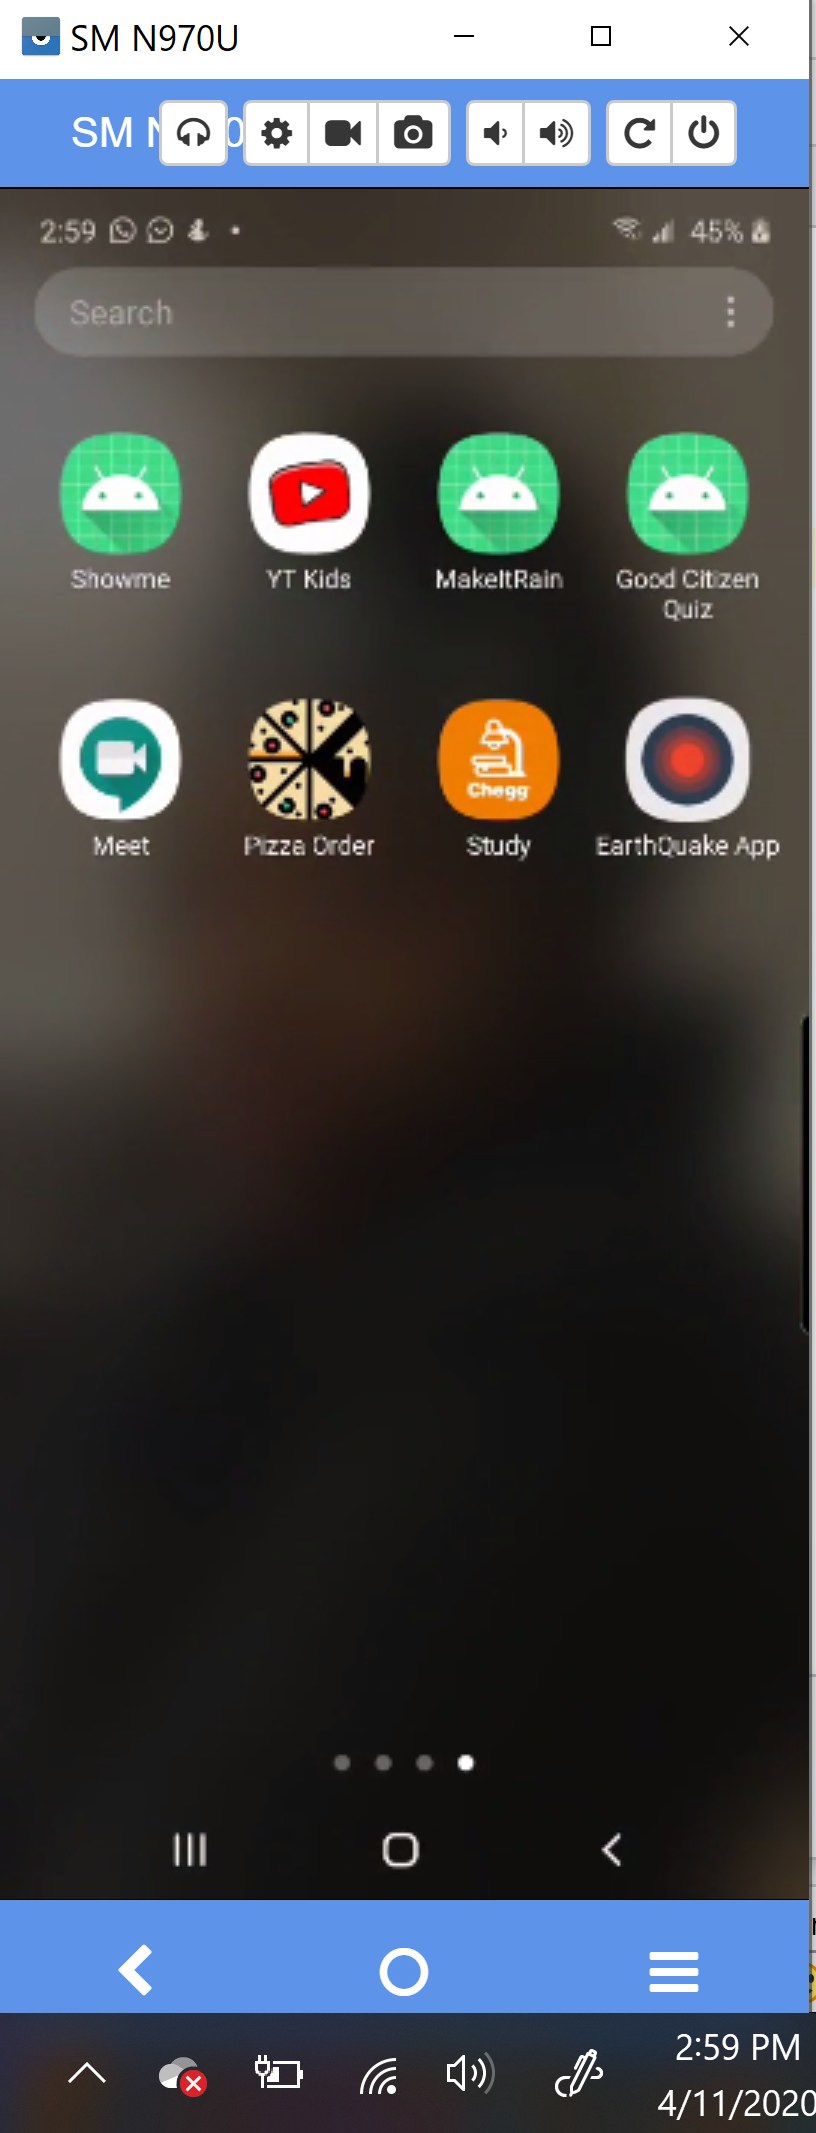 SM N970U
SM N
0
2:59
45%
Search
Showme
YT Kids
MakeItRain
Good Citizen
Quiz
Chegg
Meet
Pizza Order
Study
EarthQuake App
2:59 PM
4/11/2020